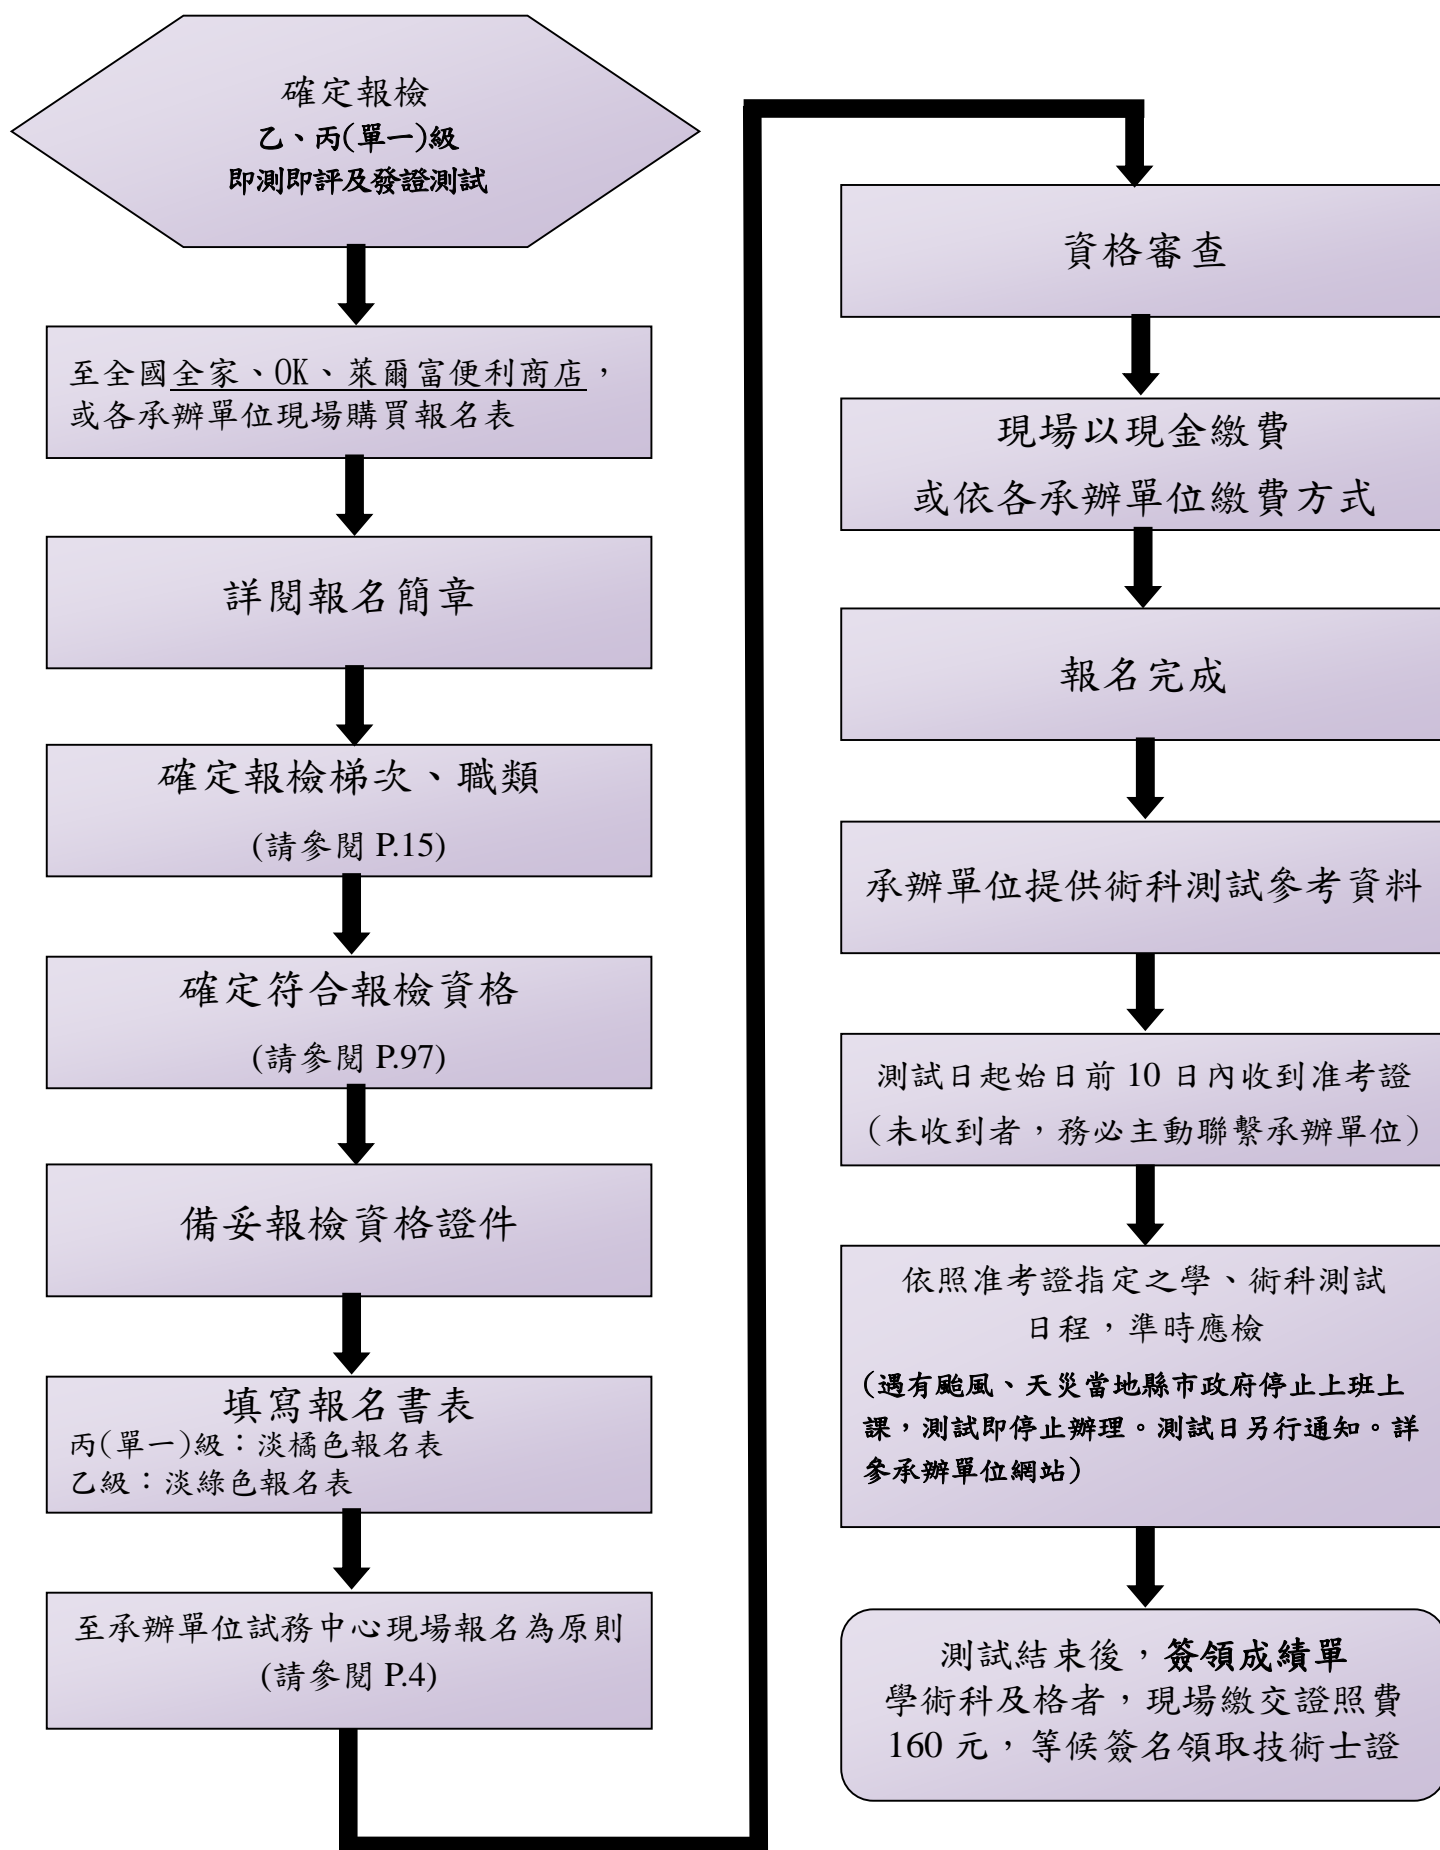 確定報檢
乙、丙(單一)級
即測即評及發證測試
至全國全家、OK、萊爾富便利商店，
或各承辦單位現場購買報名表
詳閱報名簡章
確定報檢梯次、職類
(請參閱 P.15)
確定符合報檢資格
(請參閱 P.97)
備妥報檢資格證件
填寫報名書表
丙(單一)級：淡橘色報名表
乙級：淡綠色報名表
至承辦單位試務中心現場報名為原則
(請參閱 P.4)
資格審查
現場以現金繳費
或依各承辦單位繳費方式
報名完成
承辦單位提供術科測試參考資料
測試日起始日前 10 日內收到准考證
（未收到者，務必主動聯繫承辦單位）
依照准考證指定之學、術科測試
日程，準時應檢
（遇有颱風、天災當地縣市政府停止上班上
課，測試即停止辦理。測試日另行通知。詳
參承辦單位網站）
測試結束後，簽領成績單
學術科及格者，現場繳交證照費
160 元，等候簽名領取技術士證